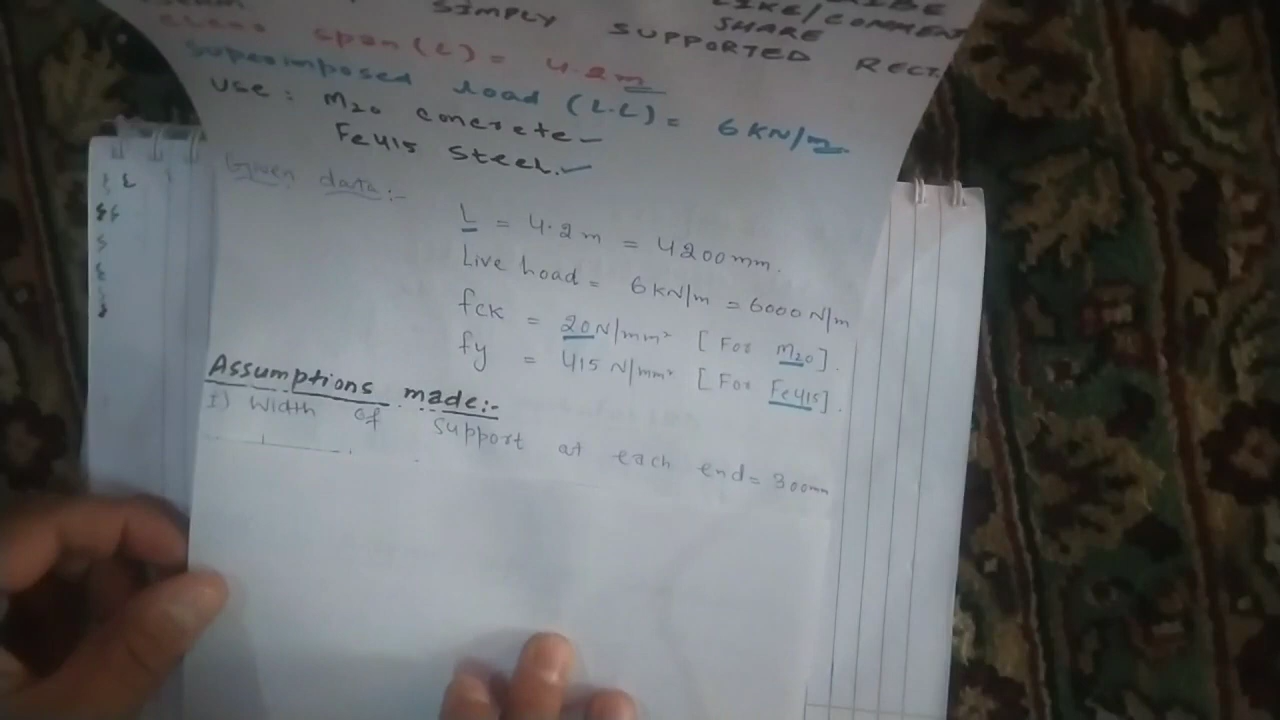 LIKE/COMMENT
SHARE
SIMPLY SUPPORTED RECT.
span (L) = 4.2m
superimposed load (L.L) = 6 KN/m.
Use: M20 concrete
Fe415 Steel.
Given data:-
L = 4.2m = 4200mm.
Live load = 6 KN/m = 6000 N/m
fck = 20 N/mm² [For M20].
fy = 415 N/mm² [For Fe415].
Assumptions made:-
1) Width of support at each end = 300mm